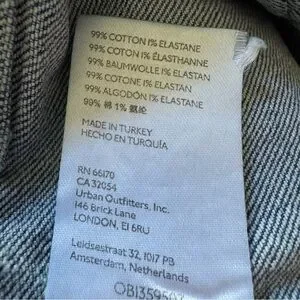 99% COTTON 1% ELASTANE
99% COTON 1% ÉLASTHANNE
99% BAUMWOLLE 1% ELASTAN
99% COTONE 1% ELASTAN
99% ALGODÓN 1% ELASTANE
99% 棉 1% 氨纶
MADE IN TURKEY
HECHO EN TURQUÍA
RN 66170
CA 32054
Urban Outfitters, Inc.
146 Brick Lane
LONDON, E1 6RU
Leidsestraat 32, 1017 PB
Amsterdam, Netherlands